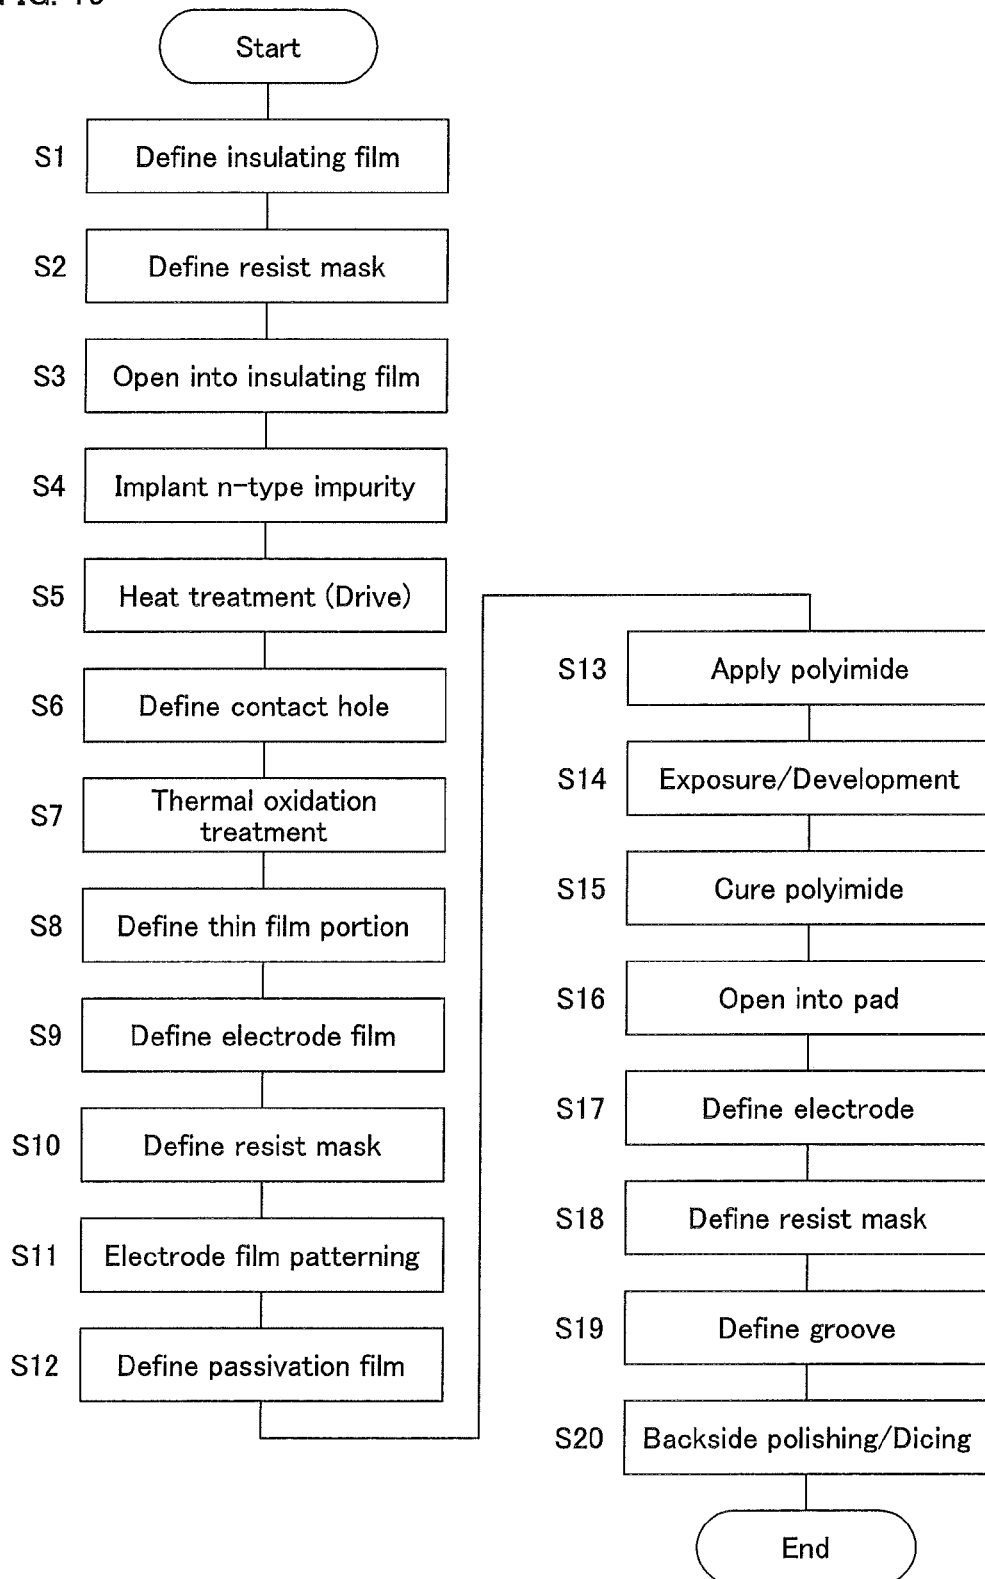 Start
S1 Define insulating film
S2 Define resist mask
S3 Open into insulating film
S4 Implant n-type impurity
S5 Heat treatment (Drive)
S6 Define contact hole
S7 Thermal oxidation
treatment
S8 Define thin film portion
S9 Define electrode film
S10 Define resist mask
S11 Electrode film patterning
S12 Define passivation film
S13 Apply polyimide
S14 Exposure/Development
S15 Cure polyimide
S16 Open into pad
S17 Define electrode
S18 Define resist mask
S19 Define groove
S20 Backside polishing/Dicing
End